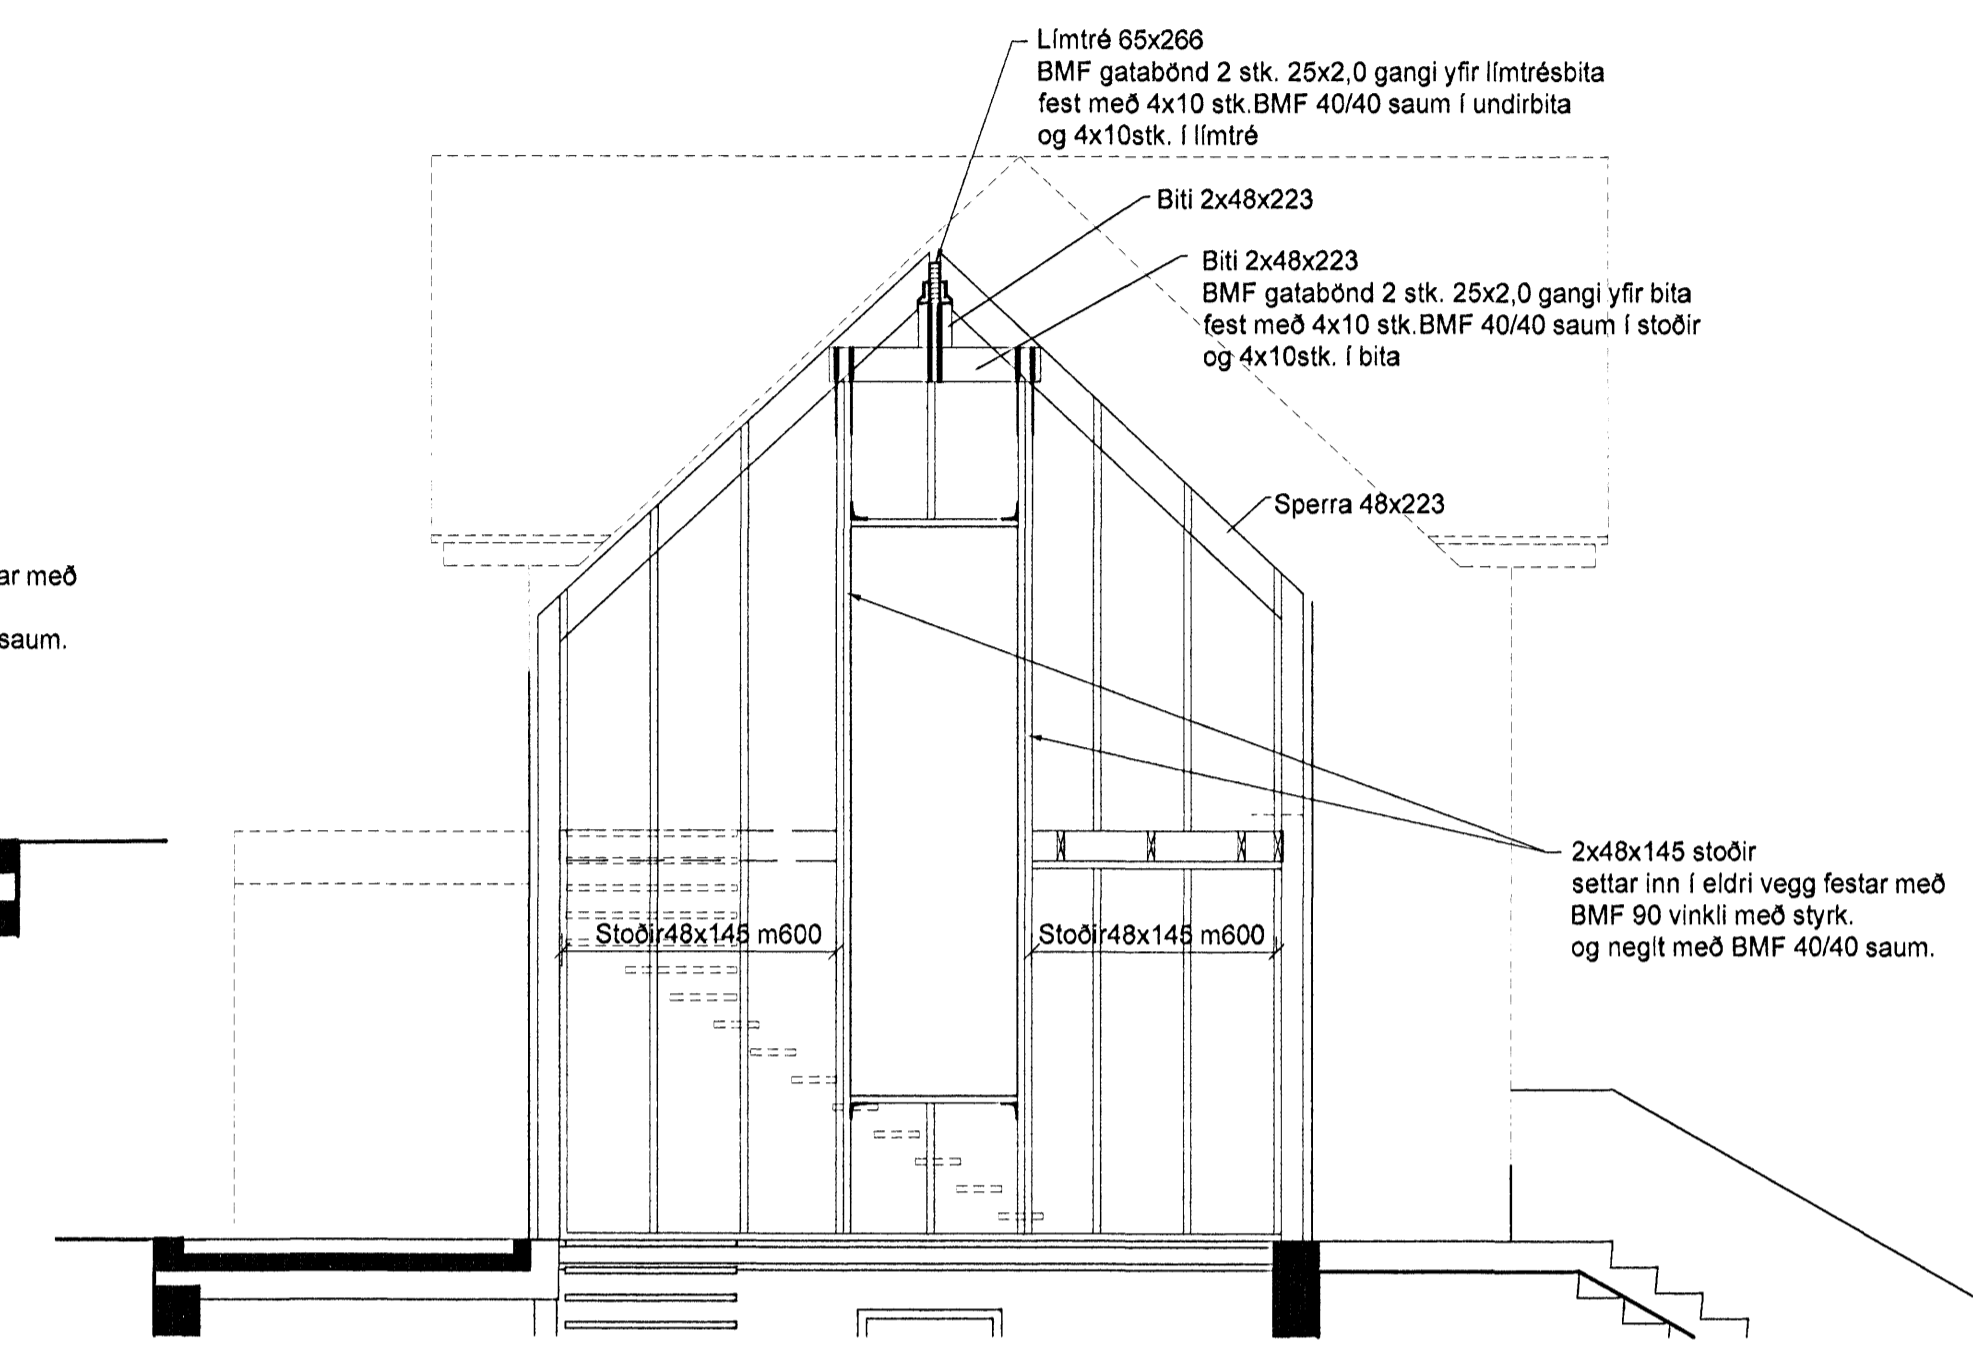 Límtré 65x266
BMF gatabönd 2 stk. 25x2,0 gangi yfir límtrésbita
fest með 4x10 stk.BMF 40/40 saum í undirbita
og 4x10stk. í límtré
Biti 2x48x223
Biti 2x48x223
BMF gatabönd 2 stk. 25x2,0 gangi yfir bita
fest með 4x10 stk.BMF 40/40 saum í stoðir
og 4x10stk. í bita
Sperra 48x223
ar með
saum.
2x48x145 stoðir
settar inn í eldri vegg festar með
BMF 90 vinkli með styrk.
og neglt með BMF 40/40 saum.
Stoðir48x145 m600
Stoðir48x145 m600